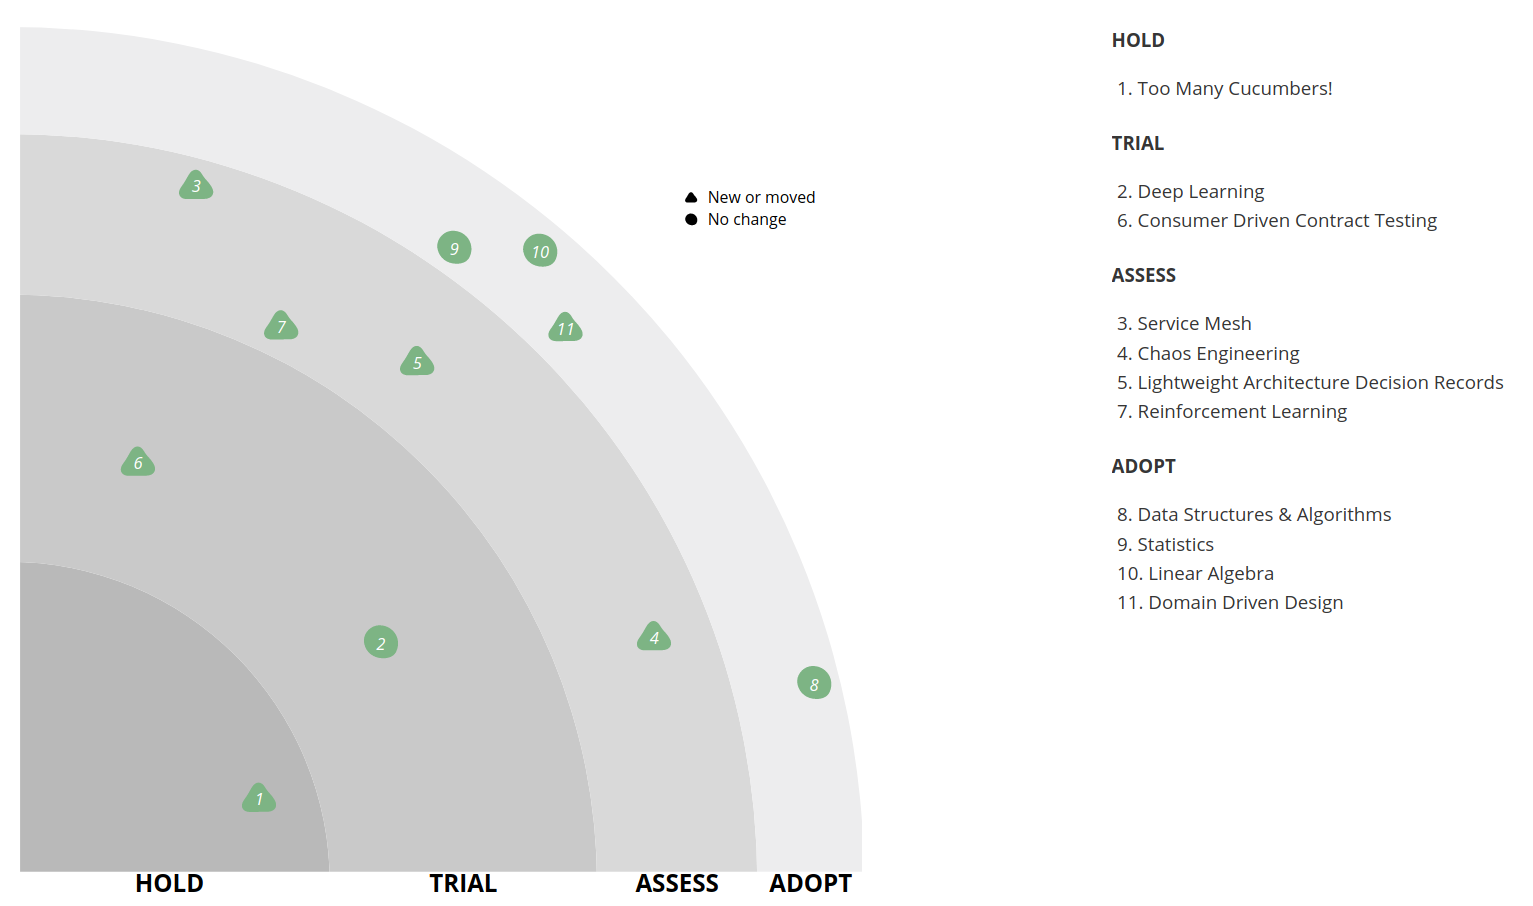 3
9
10
7
11
5
6
2
4
8
1
New or moved
No change
HOLD
TRIAL
ASSESS
ADOPT
HOLD
1. Too Many Cucumbers!
TRIAL
2. Deep Learning
6. Consumer Driven Contract Testing
ASSESS
3. Service Mesh
4. Chaos Engineering
5. Lightweight Architecture Decision Records
7. Reinforcement Learning
ADOPT
8. Data Structures & Algorithms
9. Statistics
10. Linear Algebra
11. Domain Driven Design